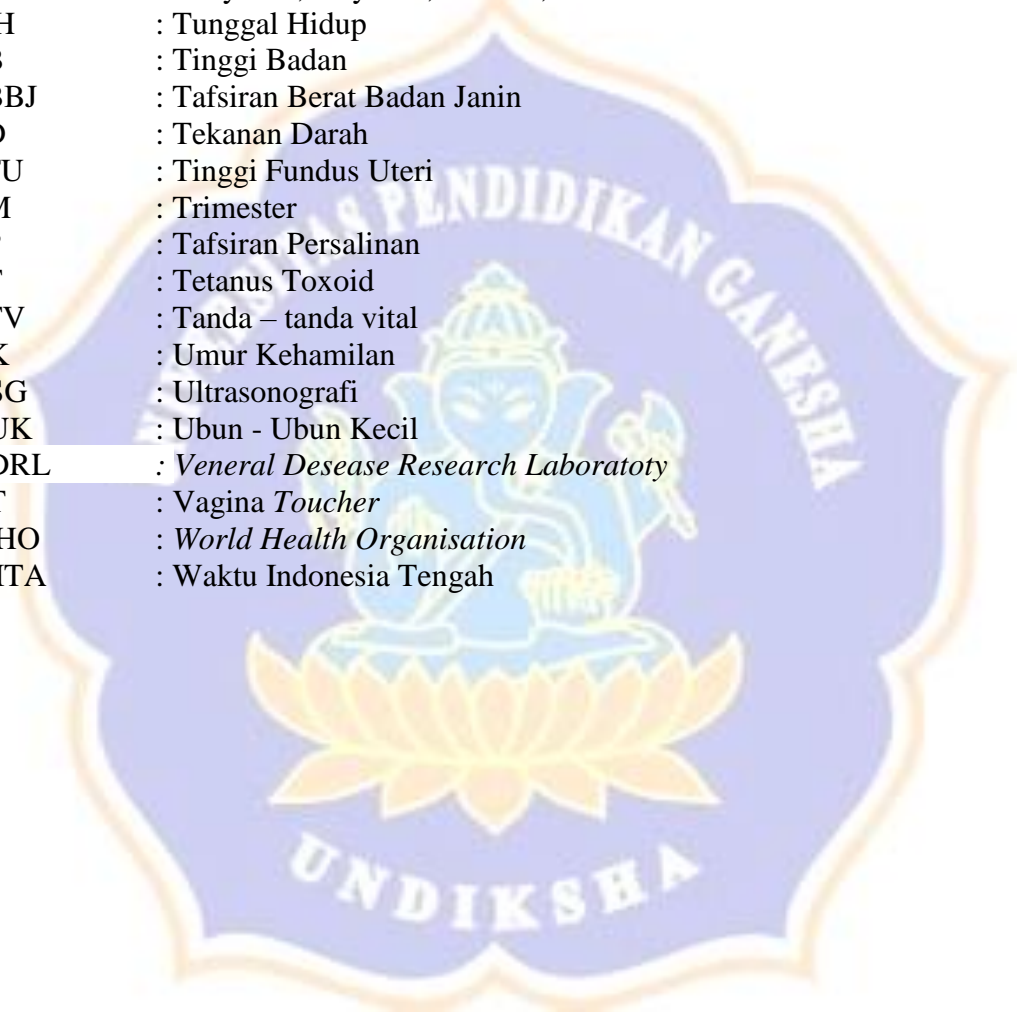 H : Tunggal Hidup
B : Tinggi Badan
BBJ : Tafsiran Berat Badan Janin
D : Tekanan Darah
FU : Tinggi Fundus Uteri
M : Trimester
: Tafsiran Persalinan
: Tetanus Toxoid
TV : Tanda – tanda vital
K : Umur Kehamilan
SG : Ultrasonografi
UK : Ubun - Ubun Kecil
DRL : Veneral Desease Research Laboratoty
T : Vagina Toucher
HO : World Health Organisation
ITA : Waktu Indonesia Tengah
UNIVERSITAS PENDIDIKAN GANESHA
UNDIKSHA